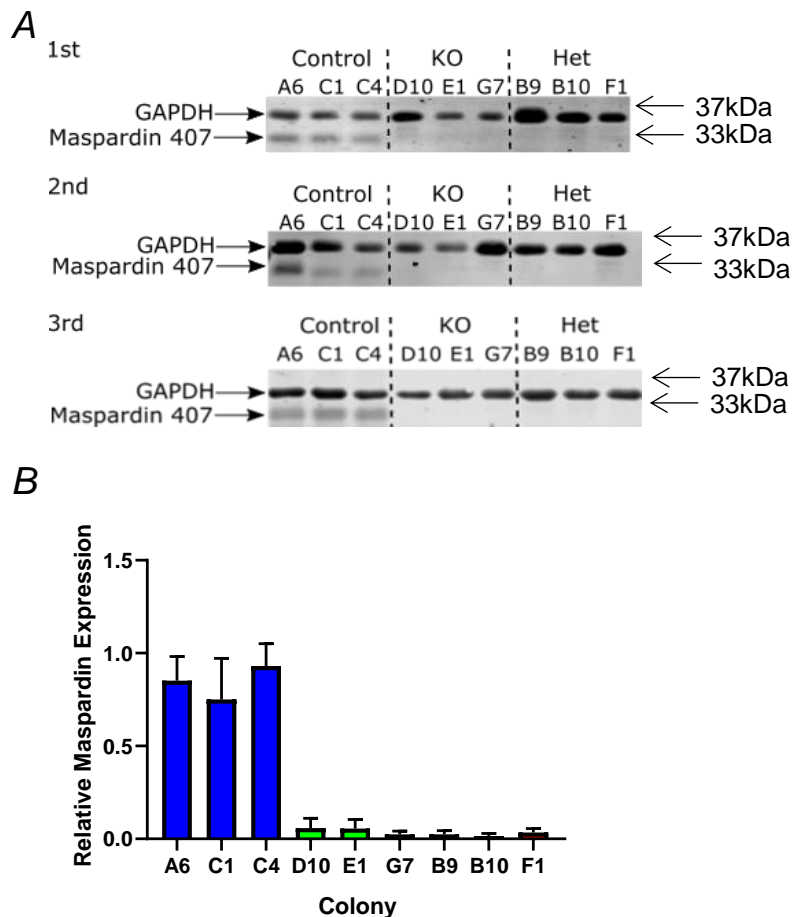 A
1st
Control KO Het
A6 C1 C4 D10 E1 G7 B9 B10 F1
GAPDH 37kDa
Maspardin 407 33kDa
2nd
Control KO Het
A6 C1 C4 D10 E1 G7 B9 B10 F1
GAPDH 37kDa
Maspardin 407 33kDa
3rd
Control KO Het
A6 C1 C4 D10 E1 G7 B9 B10 F1
GAPDH 37kDa
Maspardin 407 33kDa
B
Relative Maspardin Expression
1.5
1.0
0.5
0.0
A6 C1 C4 D10 E1 G7 B9 B10 F1
Colony